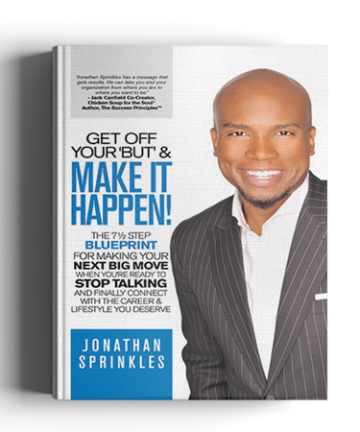 "Jonathan Sprinkles has a message that
gets results. He can take you and your
organization from where you are to
where you want to be."
- Jack Canfield Co-Creator,
Chicken Soup for the Soul®
Author, The Success Principles™
GET OFF
YOUR 'BUT' &
MAKE IT
HAPPEN!
THE 7½ STEP
BLUEPRINT
FOR MAKING YOUR
NEXT BIG MOVE
WHEN YOU'RE READY TO
STOP TALKING
AND FINALLY CONNECT
WITH THE CAREER &
LIFESTYLE YOU DESERVE
JONATHAN
SPRINKLES